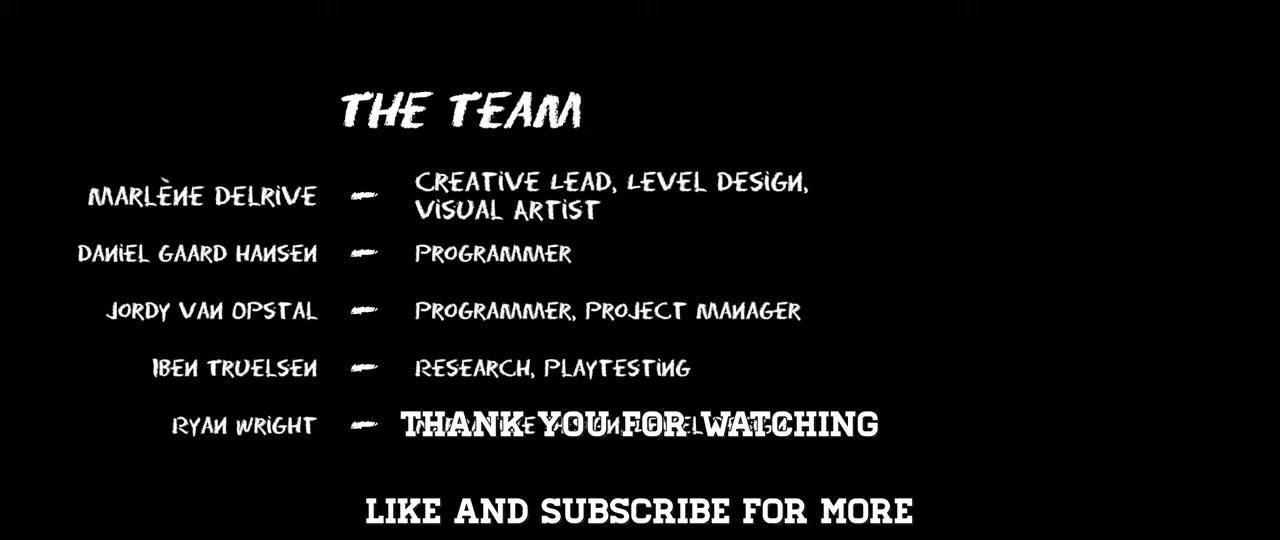 THE TEAM
MARLÈNE DELRIVE - CREATIVE LEAD, LEVEL DESIGN,
VISUAL ARTIST
DANIEL GAARD HANSEN - PROGRAMMER
JORDY VAN OPSTAL - PROGRAMMER, PROJECT MANAGER
IBEN TRUELSEN - RESEARCH, PLAYTESTING
RYAN WRIGHT -
THANK YOU FOR WATCHING
LIKE AND SUBSCRIBE FOR MORE